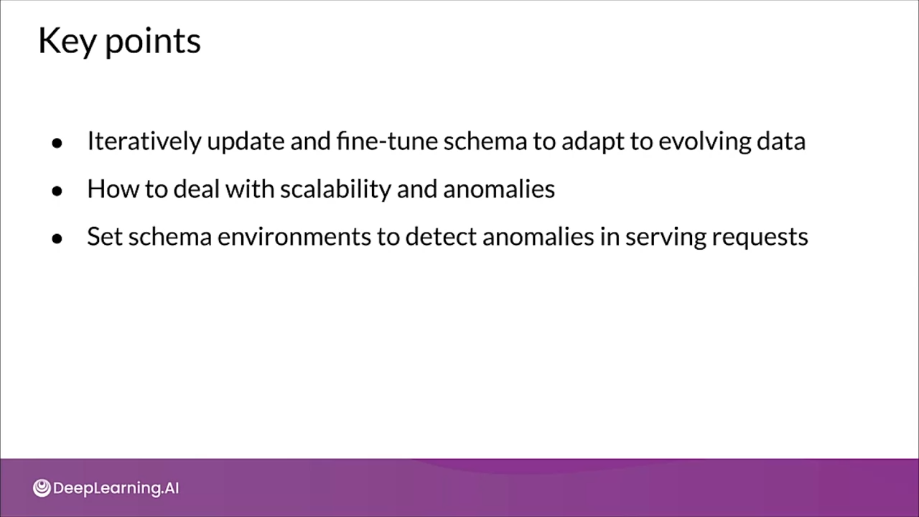 Key points
● Iteratively update and fine-tune schema to adapt to evolving data
● How to deal with scalability and anomalies
● Set schema environments to detect anomalies in serving requests
DeepLearning.AI